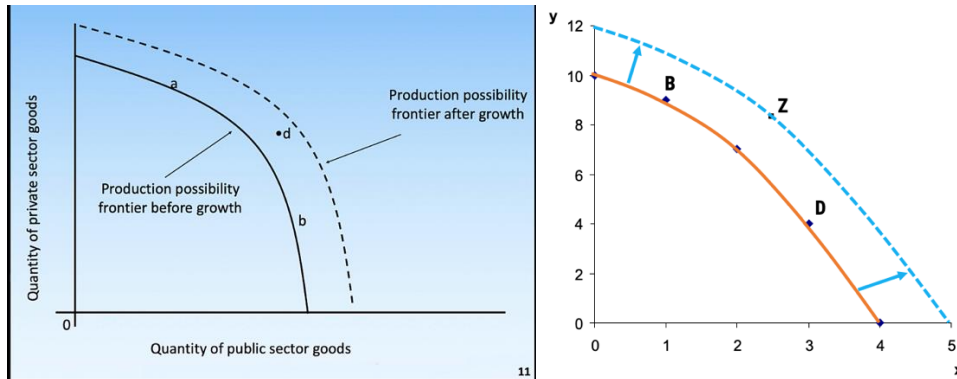 Quantity of private sector goods
a
d
Production possibility
frontier after growth
Production possibility
frontier before growth
b
0
Quantity of public sector goods
11
y
12
10
8
6
4
2
0
B
Z
D
0
1
2
3
4
5
x